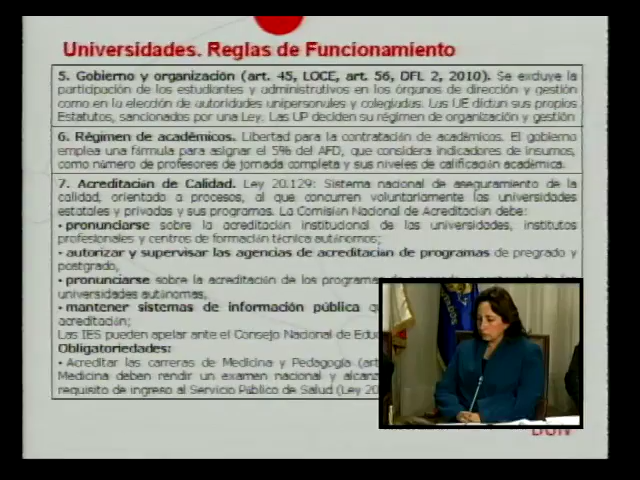 Universidades. Reglas de Funcionamiento
5. Gobierno y organización (art. 45, LOCE, art. 56, DFL 2, 2010). Se excluye la
participación de los estudiantes y administrativos en los órganos de dirección y gestión
como en la elección de autoridades unipersonales y colegiadas. Las UE dictan sus propios
Estatutos, sancionados por una Ley. Las UP deciden su régimen de organización y gestión
6. Régimen de académicos. Libertad para la contratación de académicos. El gobierno
emplea una fórmula para asignar el 5% del AFD, que considera indicadores de insumos,
como número de profesores de jornada completa y sus niveles de calificación académica.
7. Acreditación de Calidad. Ley 20.129: Sistema nacional de aseguramiento de la
calidad, orientado a procesos, al que concurren voluntariamente las universidades
estatales y privadas y sus programas. La Comisión Nacional de Acreditación debe:
• pronunciarse sobre la acreditación institucional de las universidades, institutos
profesionales y centros de formación técnica autónomos;
• autorizar y supervisar las agencias de acreditación de programas de pregrado y
postgrado,
• pronunciarse sobre la acreditación de los programas de
universidades autónomas,
• mantener sistemas de información pública
acreditación;
Las IES pueden apelar ante el Consejo Nacional de
Obligatoriedades:
• Acreditar las carreras de Medicina y Pedagogía
Medicina deben rendir un examen nacional y
requisito de ingreso al Servicio Público de Salud (Ley